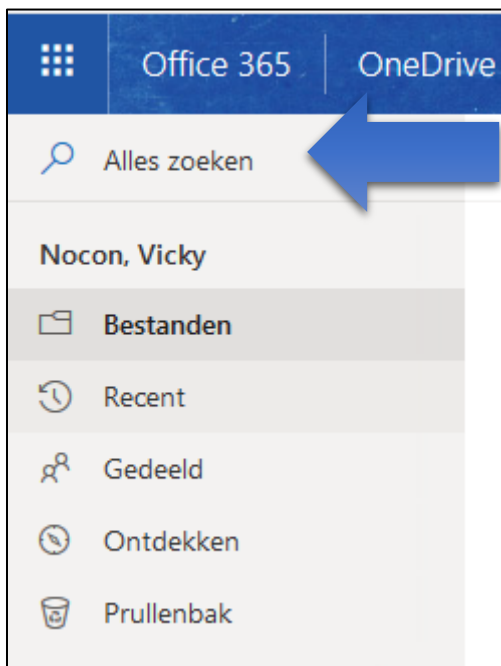 Office 365 OneDrive
Alles zoeken
Nocon, Vicky
Bestanden
Recent
Gedeeld
Ontdekken
Prullenbak